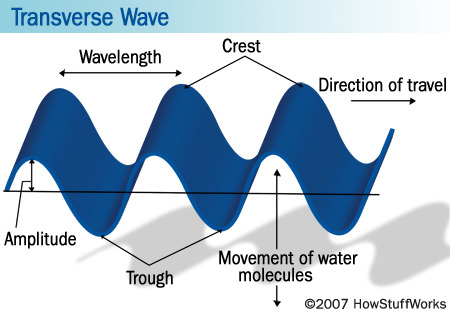 Transverse Wave
Crest
Wavelength
Direction of travel
Amplitude
Trough
Movement of water
molecules
©2007 HowStuffWorks